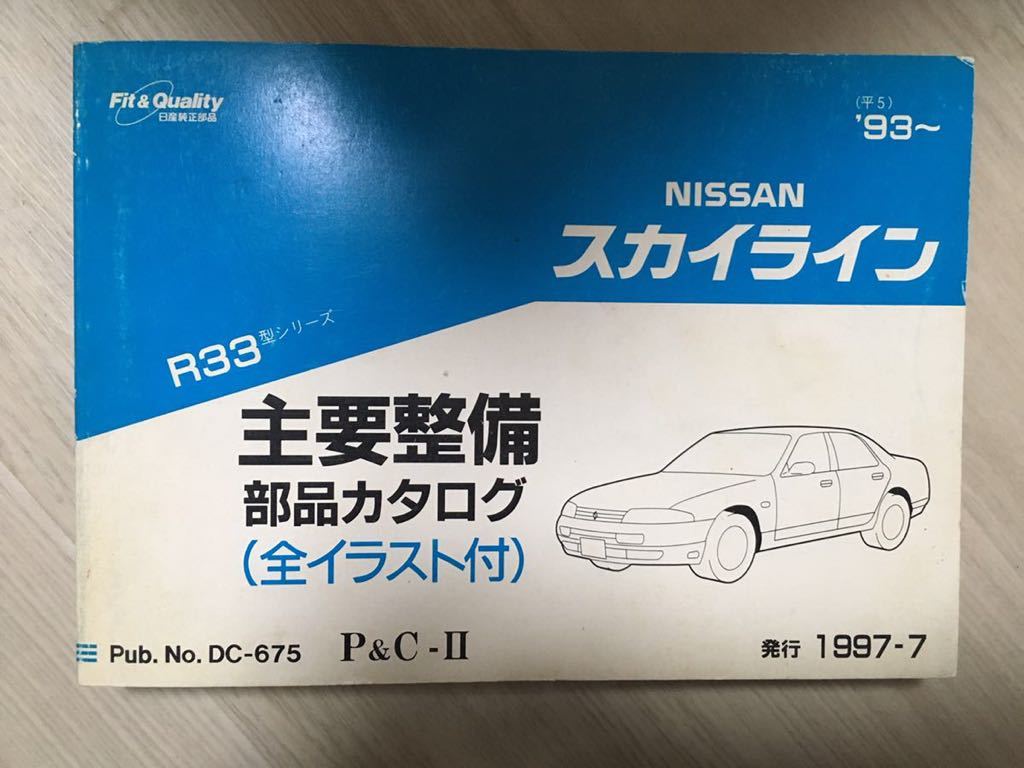 Fit & Quality
日産純正部品
(平5)
'93～
NISSAN
スカイライン
R33型シリーズ
主要整備
部品カタログ
(全イラスト付)
Pub. No. DC-675 P&C-II
発行 1997-7